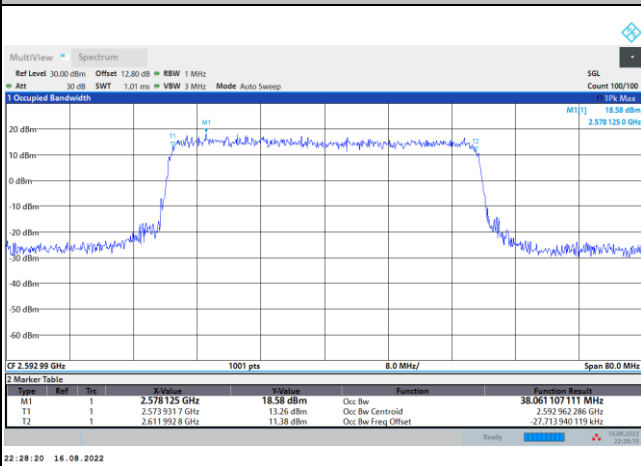 MultiView Spectrum
Ref Level 30.00 dBm Offset 12.80 dB RBW 1 MHz SGL
Att 30 dB SWT 1.01 ms VBW 3 MHz Mode Auto Sweep Count 100/100
1 Occupied Bandwidth 1Pk Max
M1[1] 18.58 dBm
2.578 125 0 GHz
M1
20 dBm
T1 T2
10 dBm
0 dBm
-10 dBm
-20 dBm
-30 dBm
-40 dBm
-50 dBm
-60 dBm
CF 2.592 99 GHz 1001 pts 8.0 MHz/ Span 80.0 MHz
2 Marker Table
Type Ref Trc X-Value Y-Value Function Function Result
M1 1 2.578 125 GHz 18.58 dBm Occ Bw 38.061 107 111 MHz
T1 1 2.573 931 7 GHz 13.26 dBm Occ Bw Centroid 2.592 962 286 GHz
T2 1 2.611 992 8 GHz 11.38 dBm Occ Bw Freq Offset -27.713 940 119 kHz
Ready 16.08.2022
22:28:19
22:28:20 16.08.2022